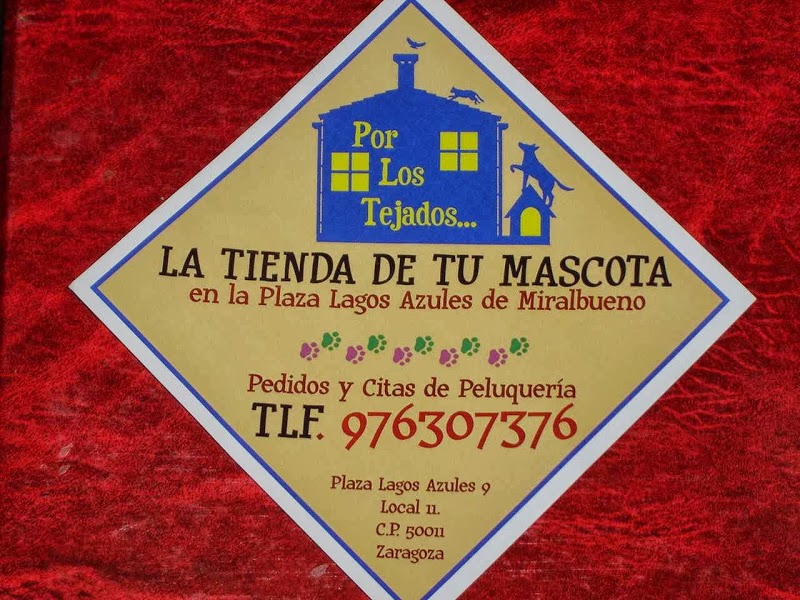 Por
Los
Tejados...
LA TIENDA DE TU MASCOTA
en la Plaza Lagos Azules de Miralbueno
Pedidos y Citas de Peluquería
TLF. 976307376
Plaza Lagos Azules 9
Local 11.
C.P. 50011
Zaragoza